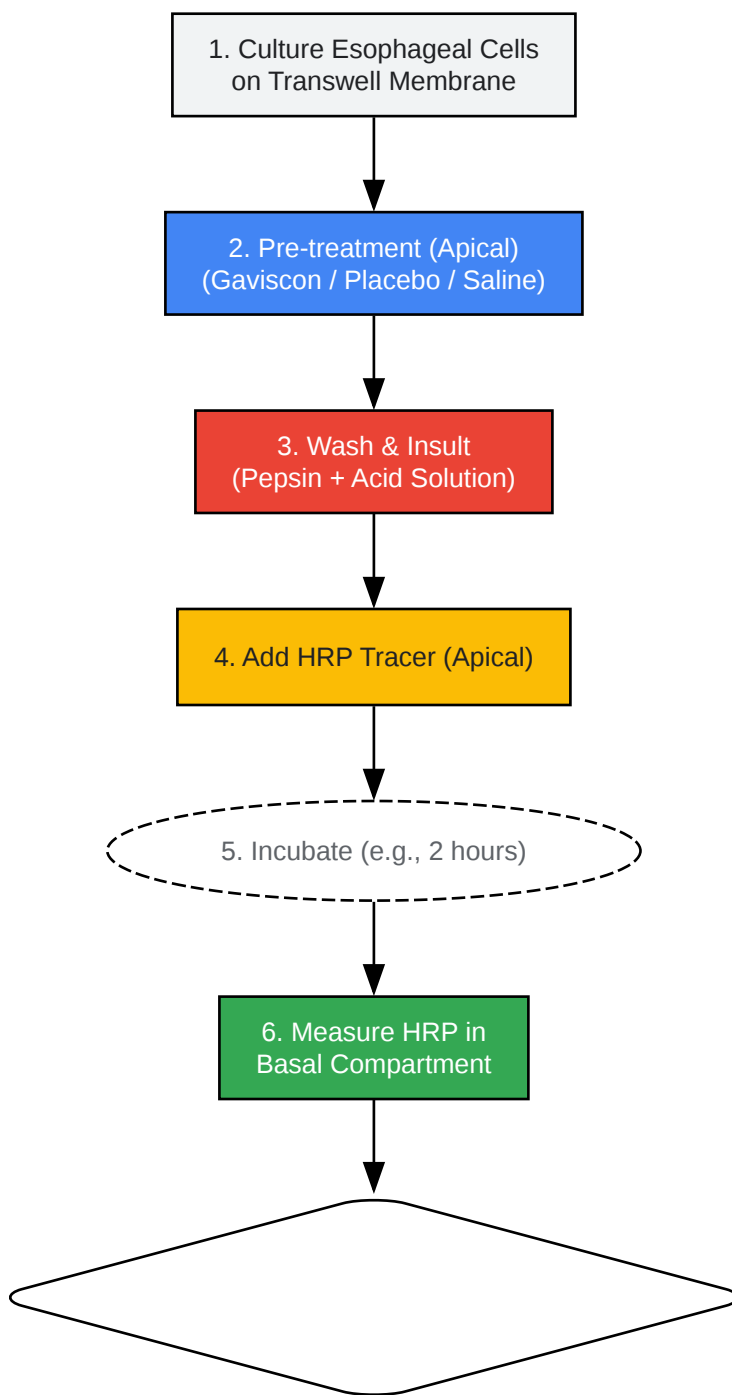 1. Culture Esophageal Cells
on Transwell Membrane
2. Pre-treatment (Apical)
(Gaviscon / Placebo / Saline)
3. Wash & Insult
(Pepsin + Acid Solution)
4. Add HRP Tracer (Apical)
5. Incubate (e.g., 2 hours)
6. Measure HRP in
Basal Compartment